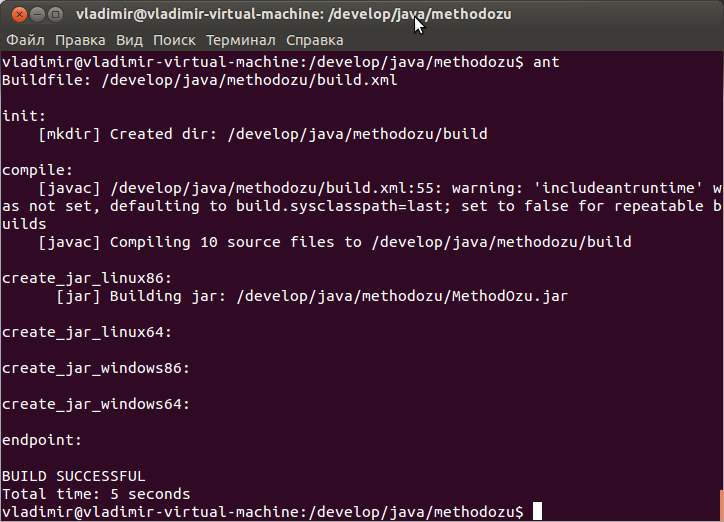 vladimir@vladimir-virtual-machine: /develop/java/methodozu
Файл Правка Вид Поиск Терминал Справка
vladimir@vladimir-virtual-machine:/develop/java/methodozu$ ant
Buildfile: /develop/java/methodozu/build.xml
init:
[mkdir] Created dir: /develop/java/methodozu/build
compile:
[javac] /develop/java/methodozu/build.xml:55: warning: 'includeantruntime' w
as not set, defaulting to build.sysclasspath=last; set to false for repeatable b
uilds
[javac] Compiling 10 source files to /develop/java/methodozu/build
create_jar_linux86:
[jar] Building jar: /develop/java/methodozu/MethodOzu.jar
create_jar_linux64:
create_jar_windows86:
create_jar_windows64:
endpoint:
BUILD SUCCESSFUL
Total time: 5 seconds
vladimir@vladimir-virtual-machine:/develop/java/methodozu$